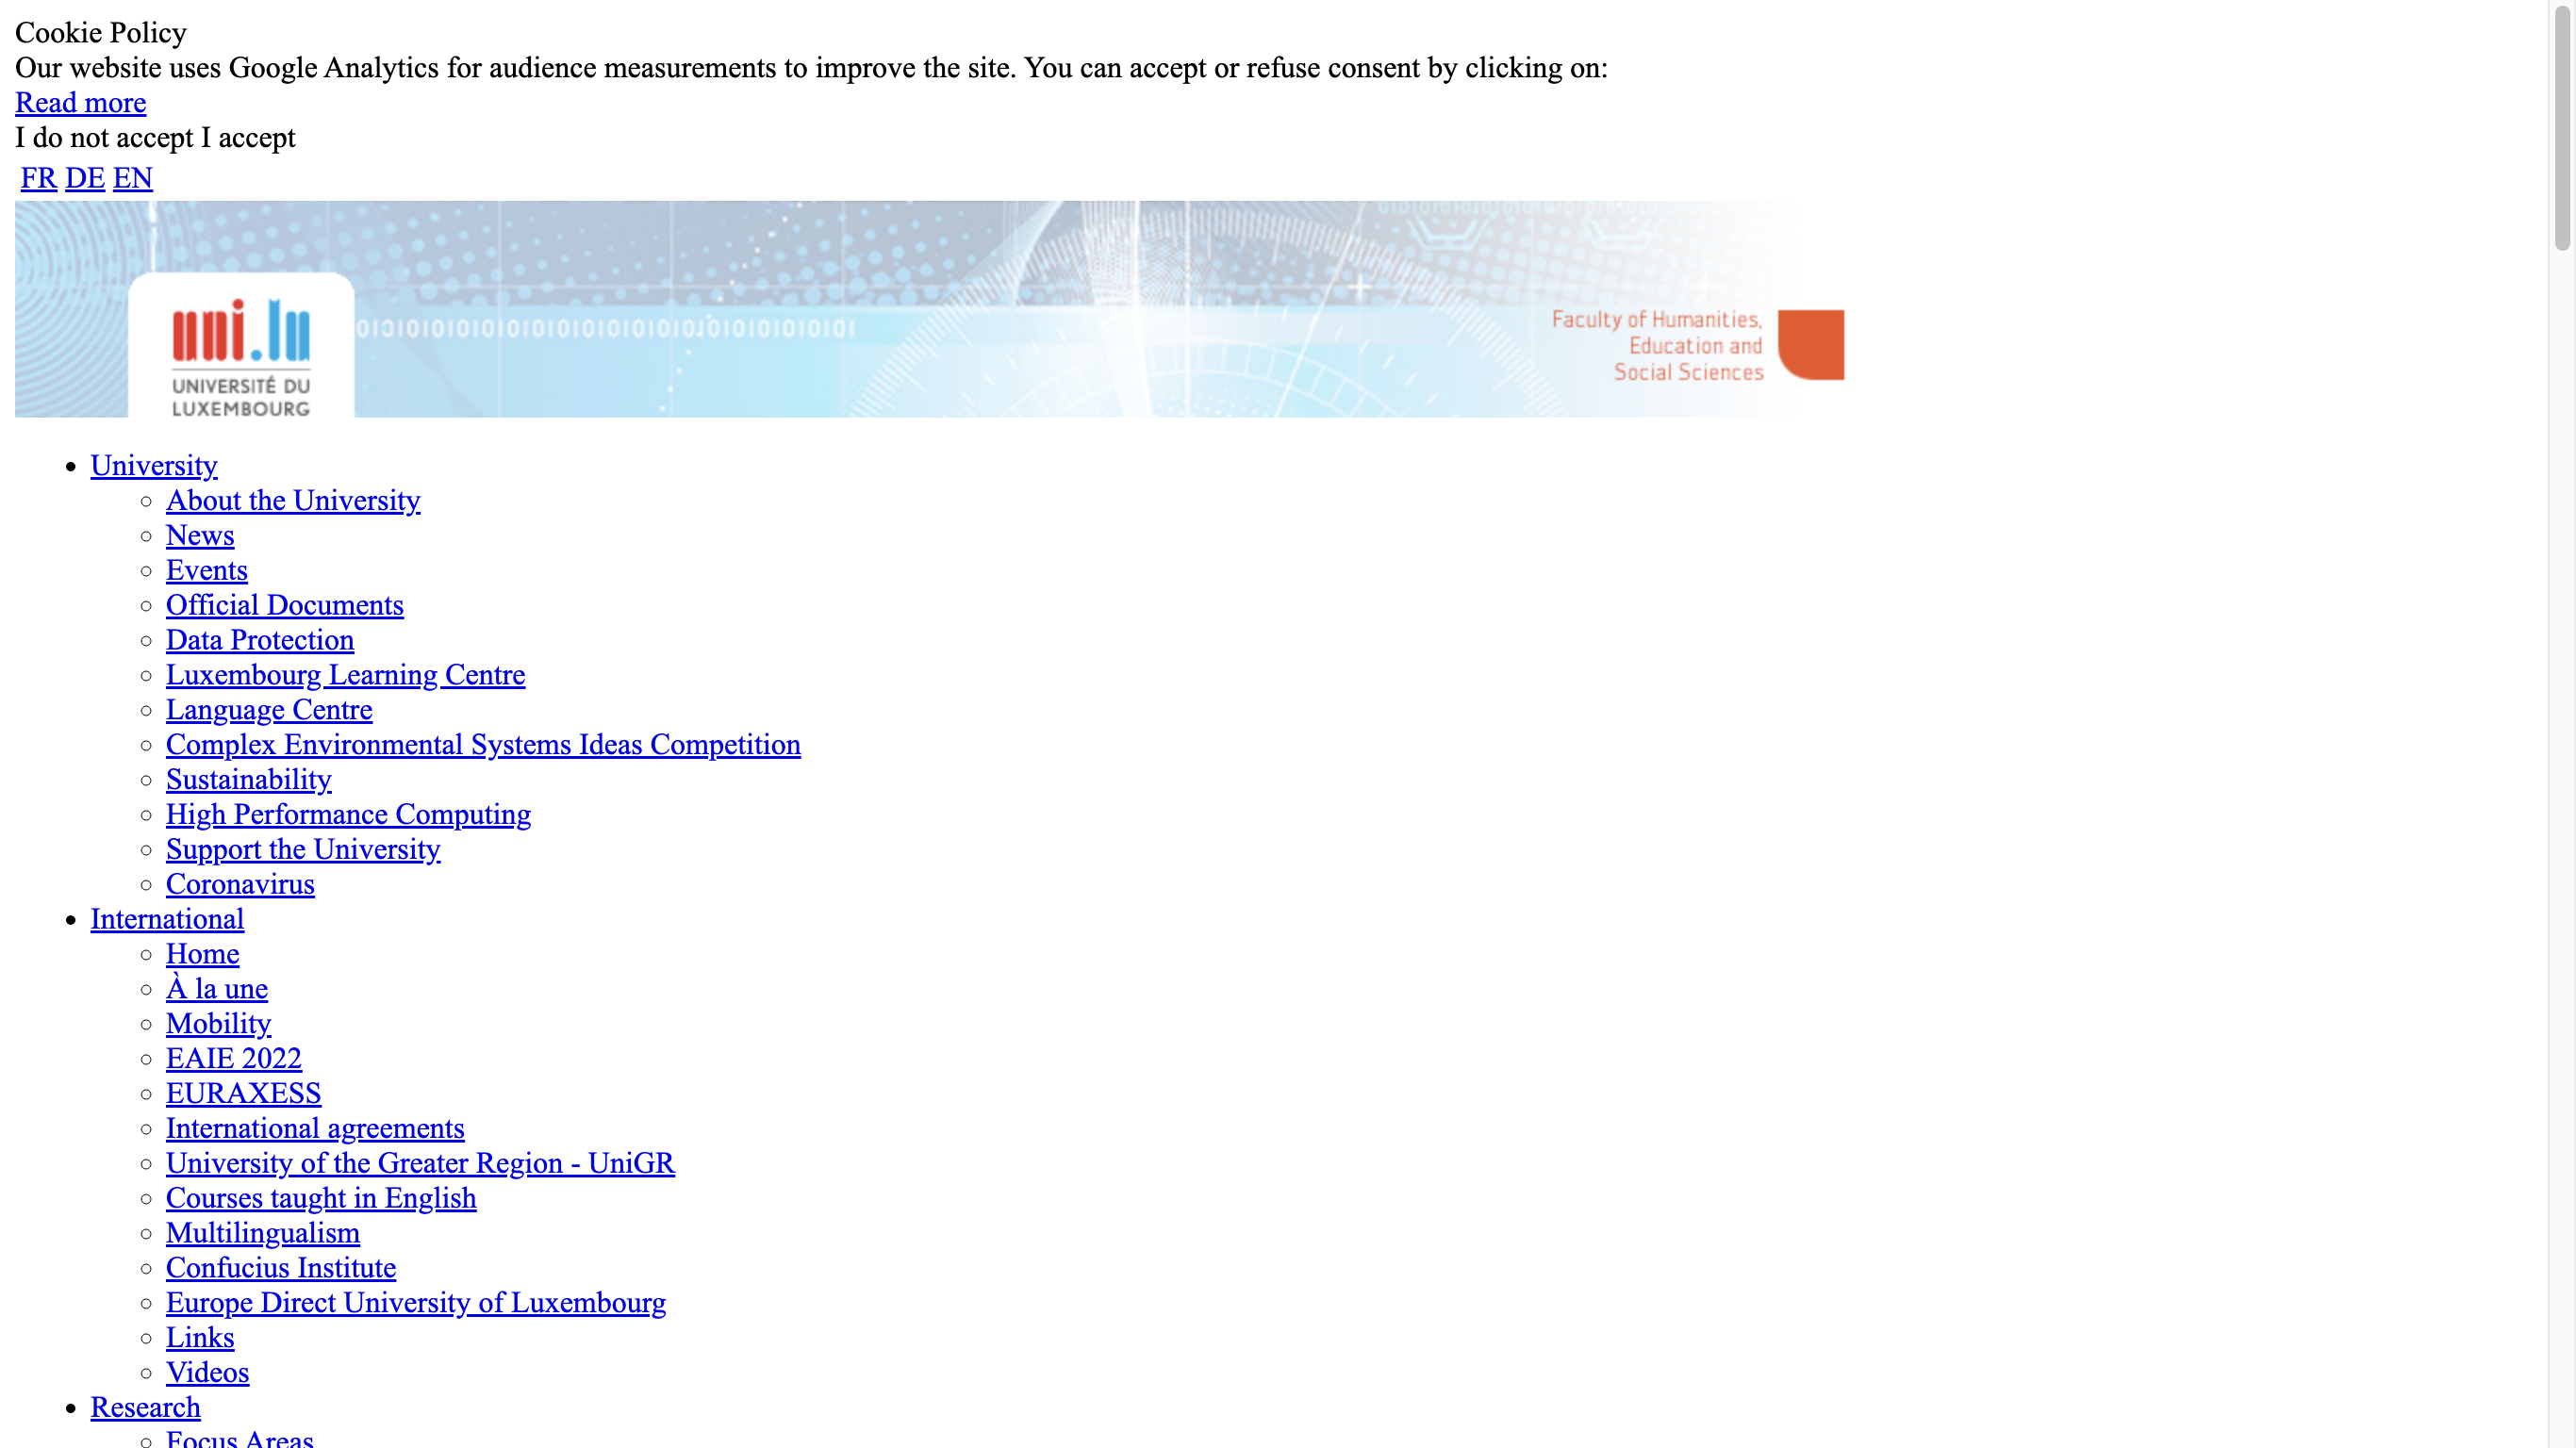 Cookie Policy
Our website uses Google Analytics for audience measurements to improve the site. You can accept or refuse consent by clicking on:
Read more
I do not accept I accept
FR DE EN
uni.lu
UNIVERSITÉ DU
LUXEMBOURG
Faculty of Humanities,
Education and
Social Sciences
University
About the University
News
Events
Official Documents
Data Protection
Luxembourg Learning Centre
Language Centre
Complex Environmental Systems Ideas Competition
Sustainability
High Performance Computing
Support the University
Coronavirus
International
Home
À la une
Mobility
EAIE 2022
EURAXESS
International agreements
University of the Greater Region - UniGR
Courses taught in English
Multilingualism
Confucius Institute
Europe Direct University of Luxembourg
Links
Videos
Research
Focus Areas